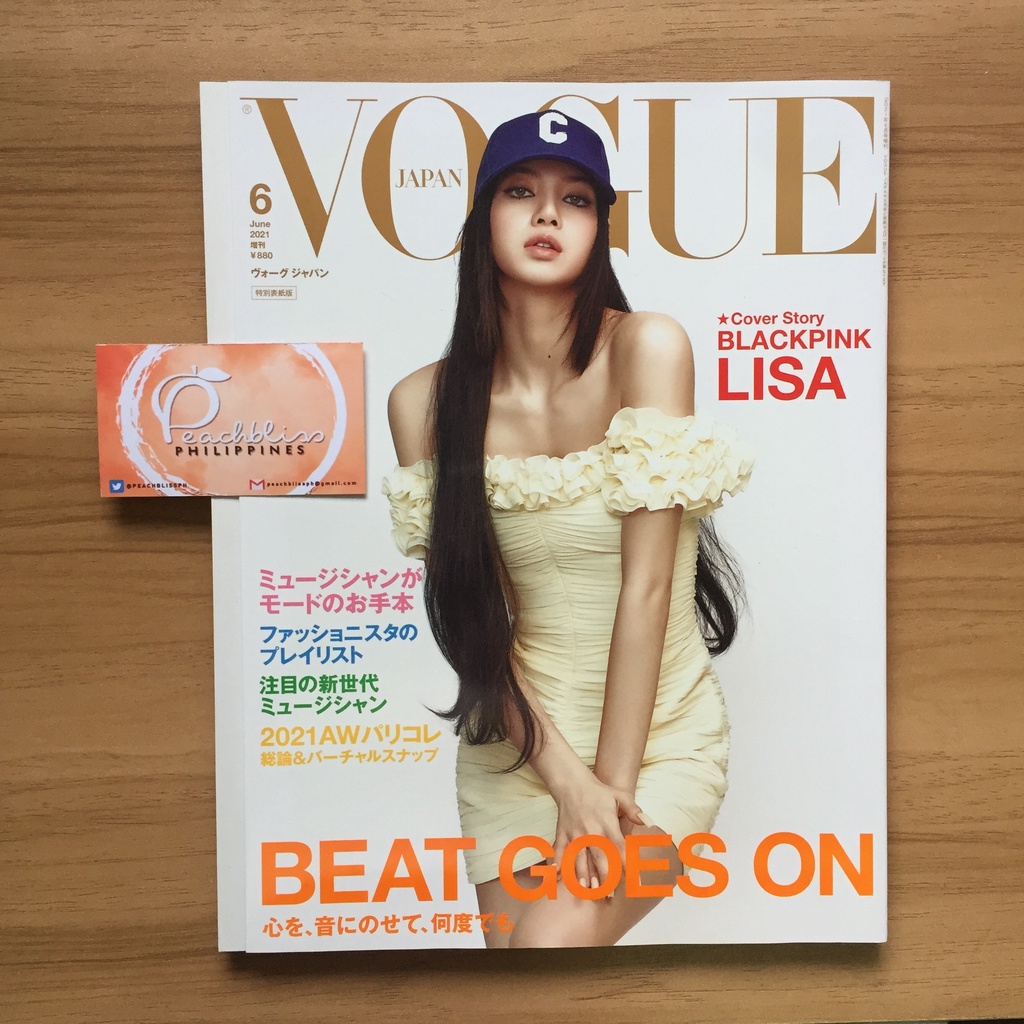 VOGUE
JAPAN
C
6
June
2021
増刊
¥880
ヴォーグ ジャパン
特別表紙版
★Cover Story
BLACKPINK
LISA
Peachbliss
PHILIPPINES
@PEACHBLISSPH
peachblissph@gmail.com
ミュージシャンが
モードのお手本
ファッショニスタの
プレイリスト
注目の新世代
ミュージシャン
2021AWパリコレ
総論&バーチャルスナップ
BEAT GOES ON
心を、音にのせて、何度でも